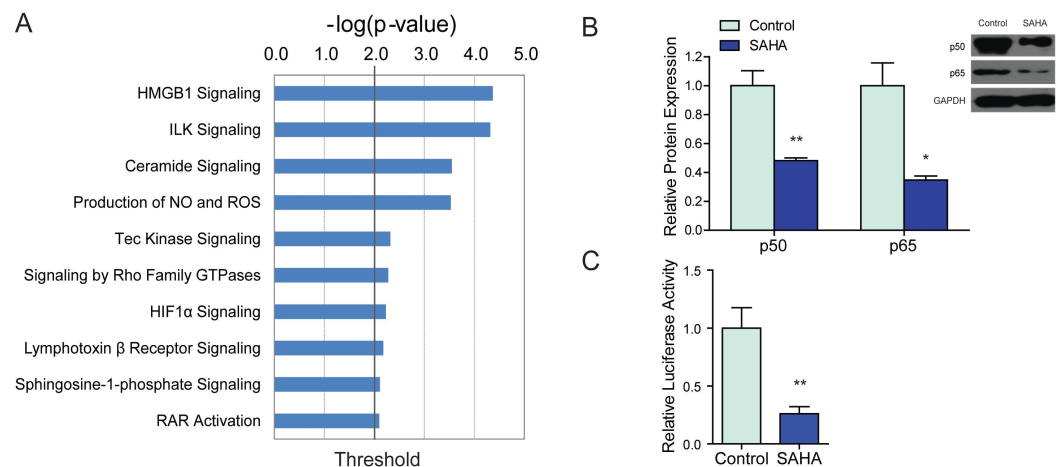 A
-log(p-value)
0.0 1.0 2.0 3.0 4.0 5.0
HMGB1 Signaling
ILK Signaling
Ceramide Signaling
Production of NO and ROS
Tec Kinase Signaling
Signaling by Rho Family GTPases
HIF1α Signaling
Lymphotoxin β Receptor Signaling
Sphingosine-1-phosphate Signaling
RAR Activation
Threshold
B
Control
SAHA
Relative Protein Expression
1.2
1.0
0.8
0.6
0.4
0.2
0.0
**
*
p50 p65
Control SAHA
p50
p65
GAPDH
C
Relative Luciferase Activity
1.5
1.0
0.5
0.0
**
Control SAHA